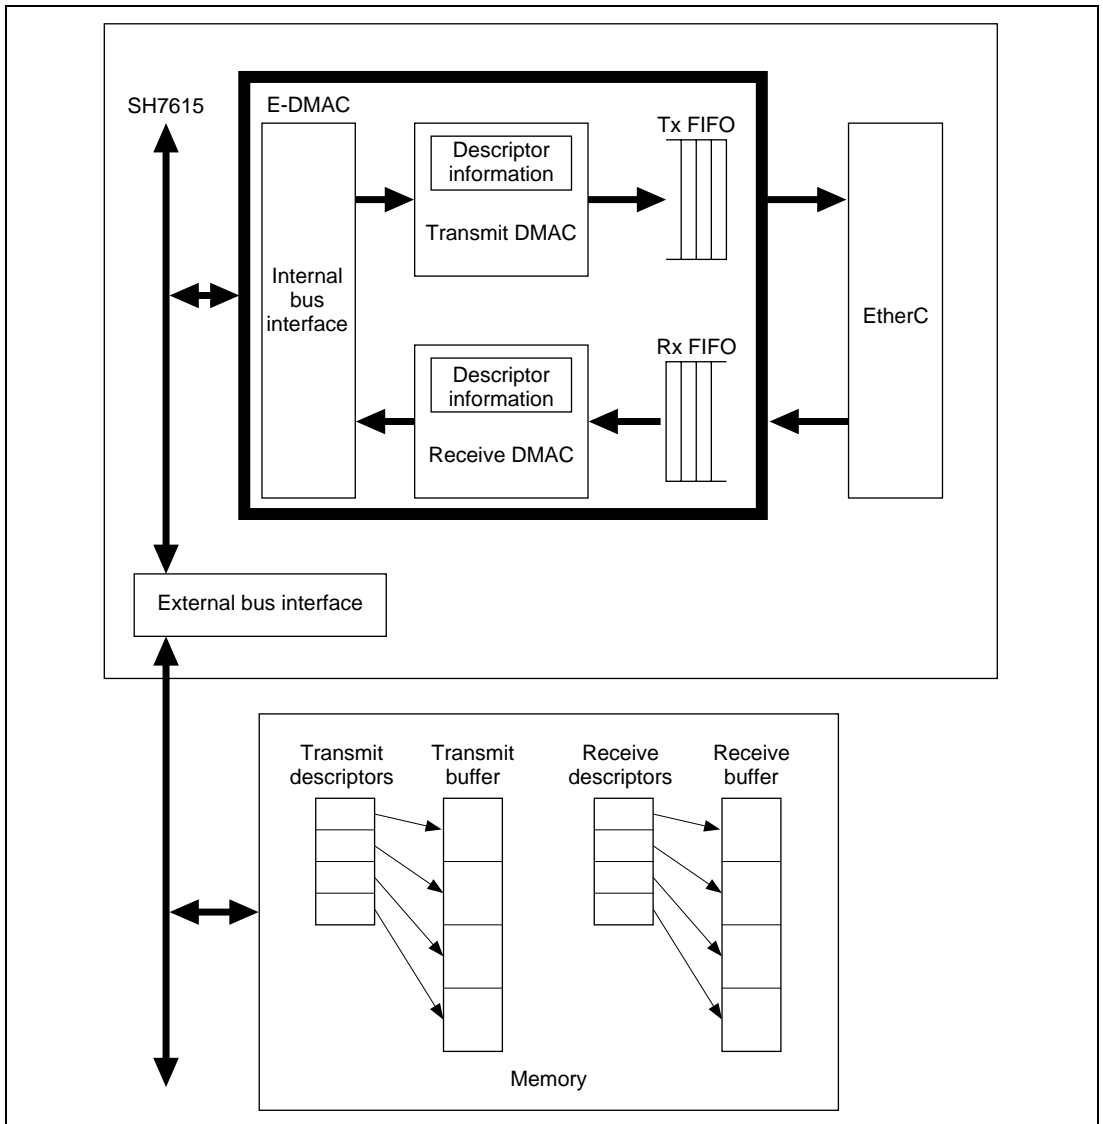 SH7615
E-DMAC
Tx FIFO
Descriptor
information
Transmit DMAC
Internal
bus
interface
EtherC
Rx FIFO
Descriptor
information
Receive DMAC
External bus interface
Transmit
descriptors
Transmit
buffer
Receive
descriptors
Receive
buffer
Memory